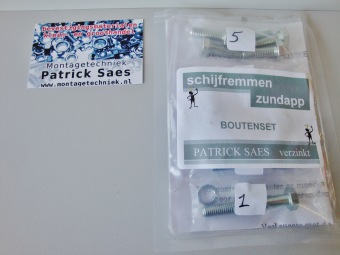 Montagetechniek
Patrick Saes
www.montagetechniek.nl
5
schijfremmen
zundapp
BOUTENSET
PATRICK SAES verzinkt
1